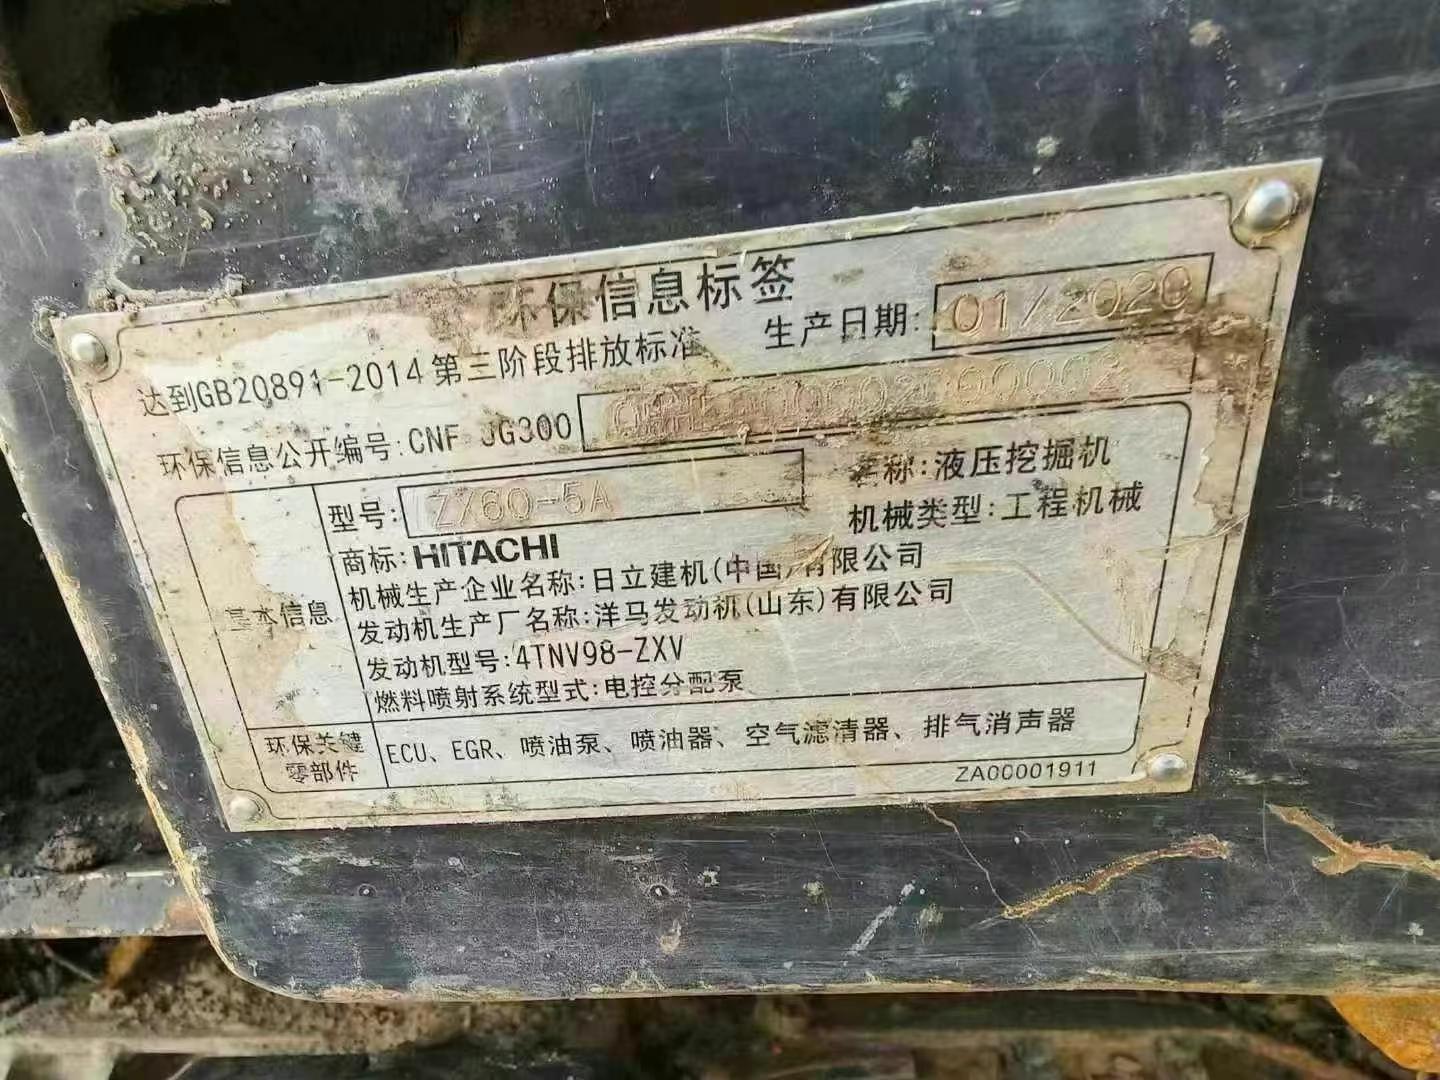 环保信息标签
达到GB20891-2014第三阶段排放标准
生产日期: 01/2020
环保信息公开编号: CNF JG300
基本信息
型号: ZX60-5A
名称: 液压挖掘机
商标: HITACHI
机械类型: 工程机械
机械生产企业名称: 日立建机(中国)有限公司
发动机生产厂名称: 洋马发动机(山东)有限公司
发动机型号: 4TNV98-ZXV
燃料喷射系统型式: 电控分配泵
环保关键零部件
ECU、EGR、喷油泵、喷油器、空气滤清器、排气消声器
ZA00001911